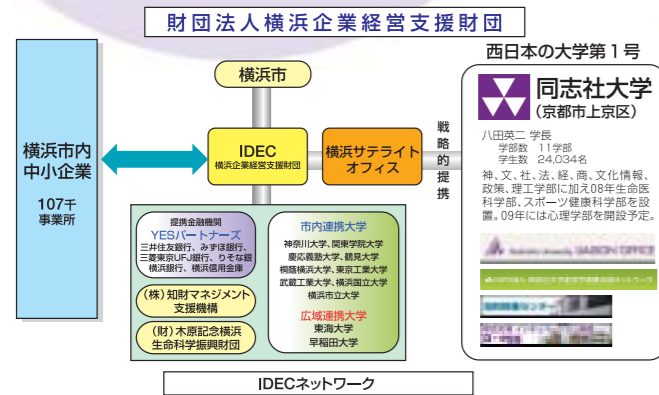 財団法人横浜企業経営支援財団
西日本の大学第1号
横浜市
横浜市内
中小企業
107千
事業所
IDEC
横浜企業経営支援財団
横浜サテライト
オフィス
戦略的提携
同志社大学
(京都市上京区)
八田英二 学長
学部数 11学部
学生数 24,034名
神、文、社、法、経、商、文化情報、
政策、理工学部に加え08年生命医
科学部、スポーツ健康科学部を設
置。09年には心理学部を開設予定。
LIAISON OFFICE
提携金融機関
YESパートナーズ
三井住友銀行、みずほ銀行、
三菱東京UFJ銀行、りそな銀
横浜銀行、横浜信用金庫
(株)知財マネジメント
支援機構
(財)木原記念横浜
生命科学振興財団
市内連携大学
神奈川大学、関東学院大学
慶応義塾大学、鶴見大学
桐蔭横浜大学、東京工業大学
武蔵工業大学、横浜国立大学
横浜市立大学
広域連携大学
東海大学
早稲田大学
IDECネットワーク